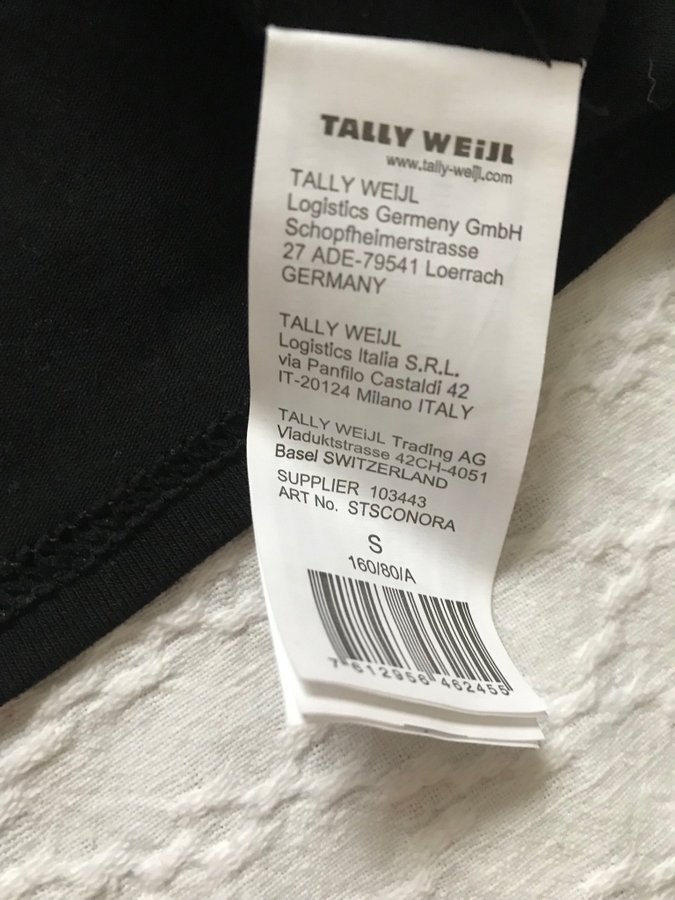 TALLY WEiJL
www.tally-weijl.com
TALLY WEIJL
Logistics Germeny GmbH
Schopfheimerstrasse
27 ADE-79541 Loerrach
GERMANY
TALLY WEIJL
Logistics Italia S.R.L.
via Panfilo Castaldi 42
IT-20124 Milano ITALY
TALLY WEiJL Trading AG
Viaduktstrasse 42CH-4051
Basel SWITZERLAND
SUPPLIER 103443
ART No. STSCONORA
S
160/80/A
7 612956 462455